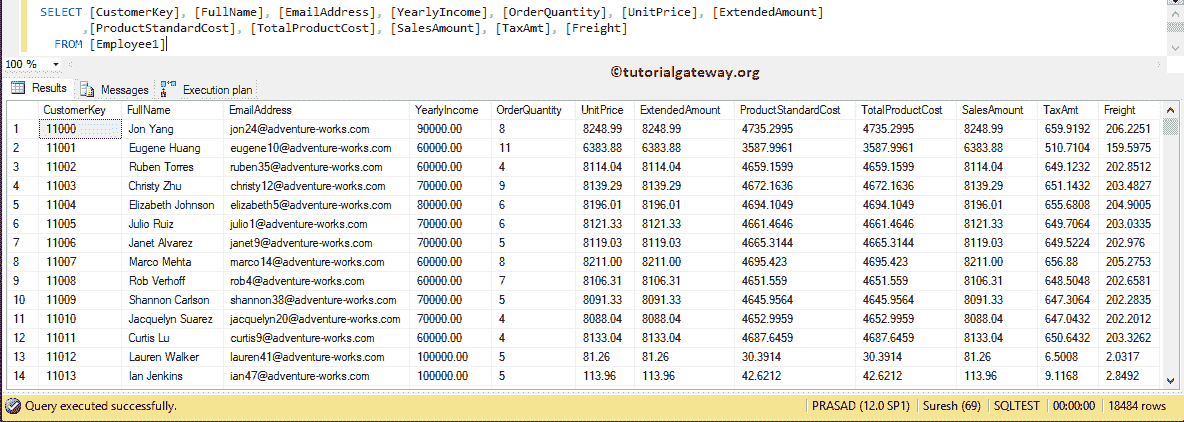 SELECT [CustomerKey], [FullName], [EmailAddress], [YearlyIncome], [OrderQuantity], [UnitPrice], [ExtendedAmount]
,[ProductStandardCost], [TotalProductCost], [SalesAmount], [TaxAmt], [Freight]
FROM [Employee1]
100 %
©tutorialgateway.org
Results Messages Execution plan
CustomerKey FullName EmailAddress YearlyIncome OrderQuantity UnitPrice ExtendedAmount ProductStandardCost TotalProductCost SalesAmount TaxAmt Freight
1 11000 Jon Yang jon24@adventure-works.com 90000.00 8 8248.99 8248.99 4735.2995 4735.2995 8248.99 659.9192 206.2251
2 11001 Eugene Huang eugene10@adventure-works.com 60000.00 11 6383.88 6383.88 3587.9961 3587.9961 6383.88 510.7104 159.5975
3 11002 Ruben Torres ruben35@adventure-works.com 60000.00 4 8114.04 8114.04 4659.1599 4659.1599 8114.04 649.1232 202.8512
4 11003 Christy Zhu christy12@adventure-works.com 70000.00 9 8139.29 8139.29 4672.1636 4672.1636 8139.29 651.1432 203.4827
5 11004 Elizabeth Johnson elizabeth5@adventure-works.com 80000.00 6 8196.01 8196.01 4694.1049 4694.1049 8196.01 655.6808 204.9005
6 11005 Julio Ruiz julio1@adventure-works.com 70000.00 6 8121.33 8121.33 4661.4646 4661.4646 8121.33 649.7064 203.0335
7 11006 Janet Alvarez janet9@adventure-works.com 70000.00 5 8119.03 8119.03 4665.3144 4665.3144 8119.03 649.5224 202.976
8 11007 Marco Mehta marco14@adventure-works.com 60000.00 8 8211.00 8211.00 4695.423 4695.423 8211.00 656.88 205.2753
9 11008 Rob Verhoff rob4@adventure-works.com 60000.00 7 8106.31 8106.31 4651.559 4651.559 8106.31 648.5048 202.6581
10 11009 Shannon Carlson shannon38@adventure-works.com 70000.00 5 8091.33 8091.33 4645.9564 4645.9564 8091.33 647.3064 202.2835
11 11010 Jacquelyn Suarez jacquelyn20@adventure-works.com 70000.00 4 8088.04 8088.04 4652.9959 4652.9959 8088.04 647.0432 202.2012
12 11011 Curtis Lu curtis9@adventure-works.com 60000.00 4 8133.04 8133.04 4687.6459 4687.6459 8133.04 650.6432 203.3262
13 11012 Lauren Walker lauren41@adventure-works.com 100000.00 5 81.26 81.26 30.3914 30.3914 81.26 6.5008 2.0317
14 11013 Ian Jenkins ian47@adventure-works.com 100000.00 5 113.96 113.96 42.6212 42.6212 113.96 9.1168 2.8492
Query executed successfully. PRASAD (12.0 SP1) Suresh (69) SQLTEST 00:00:00 18484 rows